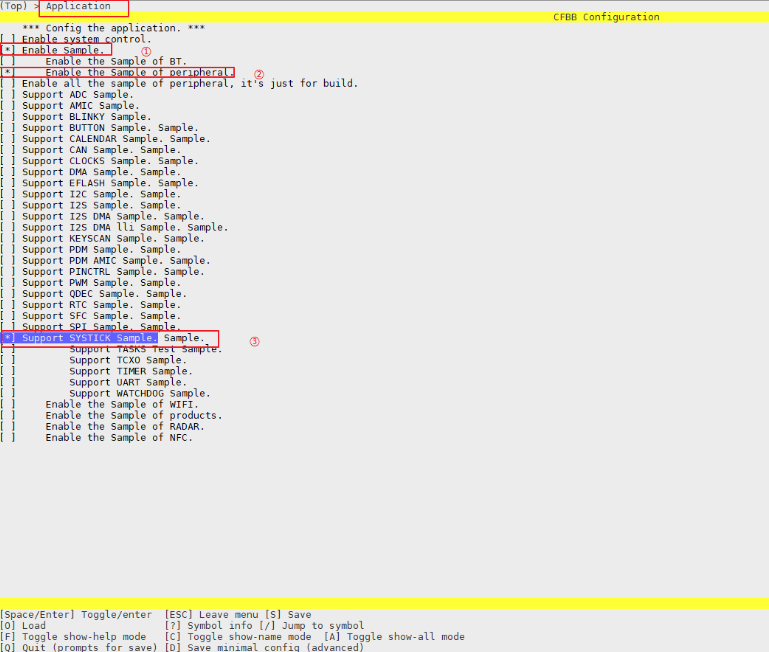 (Top) > Application
CFBB Configuration
*** Config the application. ***
[ ] Enable system control.
[*] Enable Sample. ①
[ ] Enable the Sample of BT.
[*] Enable the Sample of peripheral. ②
[ ] Enable all the sample of peripheral, it's just for build.
[ ] Support ADC Sample.
[ ] Support AMIC Sample.
[ ] Support BLINKY Sample.
[ ] Support BUTTON Sample. Sample.
[ ] Support CALENDAR Sample. Sample.
[ ] Support CAN Sample. Sample.
[ ] Support CLOCKS Sample. Sample.
[ ] Support DMA Sample. Sample.
[ ] Support EFLASH Sample. Sample.
[ ] Support I2C Sample. Sample.
[ ] Support I2S Sample. Sample.
[ ] Support I2S DMA Sample. Sample.
[ ] Support I2S DMA lli Sample. Sample.
[ ] Support KEYSCAN Sample. Sample.
[ ] Support PDM Sample. Sample.
[ ] Support PDM AMIC Sample. Sample.
[ ] Support PINCTRL Sample. Sample.
[ ] Support PWM Sample. Sample.
[ ] Support QDEC Sample. Sample.
[ ] Support RTC Sample. Sample.
[ ] Support SFC Sample. Sample.
[ ] Support SPI Sample. Sample.
[*] Support SYSTICK Sample. Sample. ③
[ ] Support TASKS Test Sample.
[ ] Support TCXO Sample.
[ ] Support TIMER Sample.
[ ] Support UART Sample.
[ ] Support WATCHDOG Sample.
[ ] Enable the Sample of WIFI.
[ ] Enable the Sample of products.
[ ] Enable the Sample of RADAR.
[ ] Enable the Sample of NFC.
[Space/Enter] Toggle/enter [ESC] Leave menu [S] Save
[O] Load [?] Symbol info [/] Jump to symbol
[F] Toggle show-help mode [C] Toggle show-name mode [A] Toggle show-all mode
[Q] Quit (prompts for save) [D] Save minimal config (advanced)